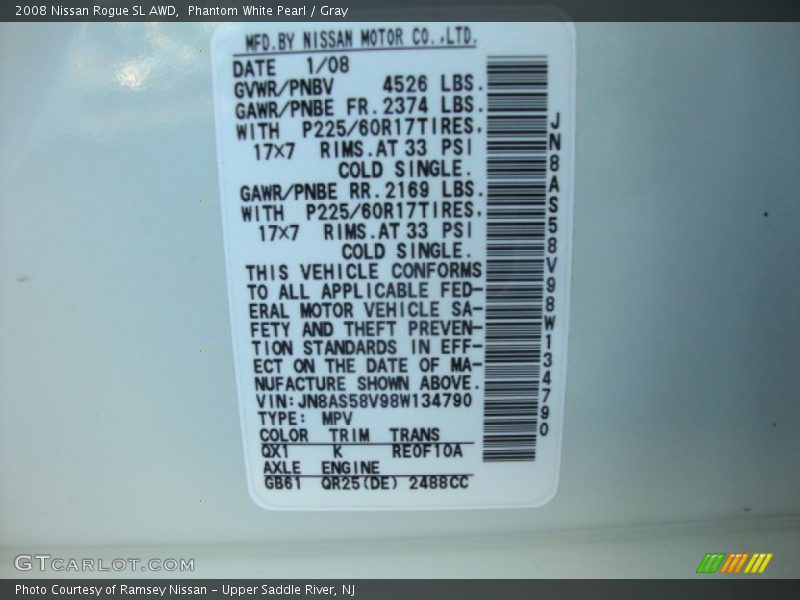 2008 Nissan Rogue SL AWD, Phantom White Pearl / Gray
MFD.BY NISSAN MOTOR CO.,LTD.
DATE 1/08
GVWR/PNBV 4526 LBS.
GAWR/PNBE FR. 2374 LBS.
WITH P225/60R17TIRES,
17×7 RIMS.AT 33 PSI
COLD SINGLE.
GAWR/PNBE RR. 2169 LBS.
WITH P225/60R17TIRES,
17×7 RIMS.AT 33 PSI
COLD SINGLE.
THIS VEHICLE CONFORMS
TO ALL APPLICABLE FED-
ERAL MOTOR VEHICLE SA-
FETY AND THEFT PREVEN-
TION STANDARDS IN EFF-
ECT ON THE DATE OF MA-
NUFACTURE SHOWN ABOVE.
VIN:JN8AS58V98W134790
TYPE: MPV
COLOR TRIM TRANS
QX1 K RE0F10A
AXLE ENGINE
GB61 QR25(DE) 2488CC
JN8AS58V98W134790
GTCARLOT.COM
Photo Courtesy of Ramsey Nissan - Upper Saddle River, NJ